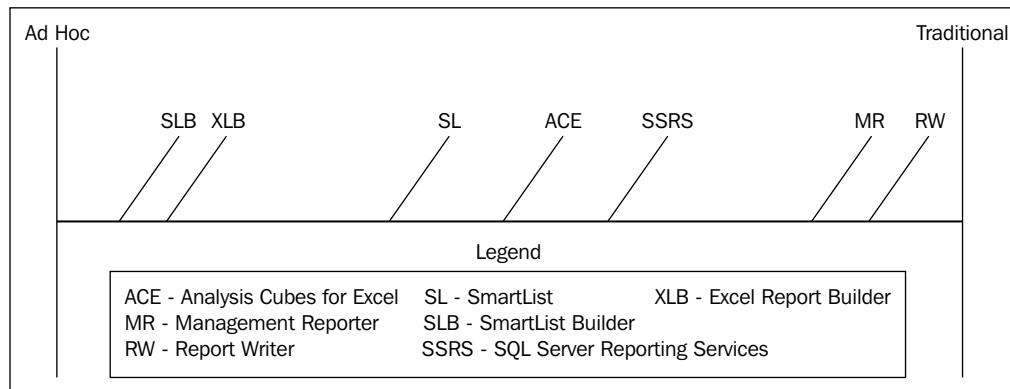 Ad Hoc Traditional
SLB XLB SL ACE SSRS MR RW
Legend
ACE - Analysis Cubes for Excel SL - SmartList XLB - Excel Report Builder
MR - Management Reporter SLB - SmartList Builder
RW - Report Writer SSRS - SQL Server Reporting Services